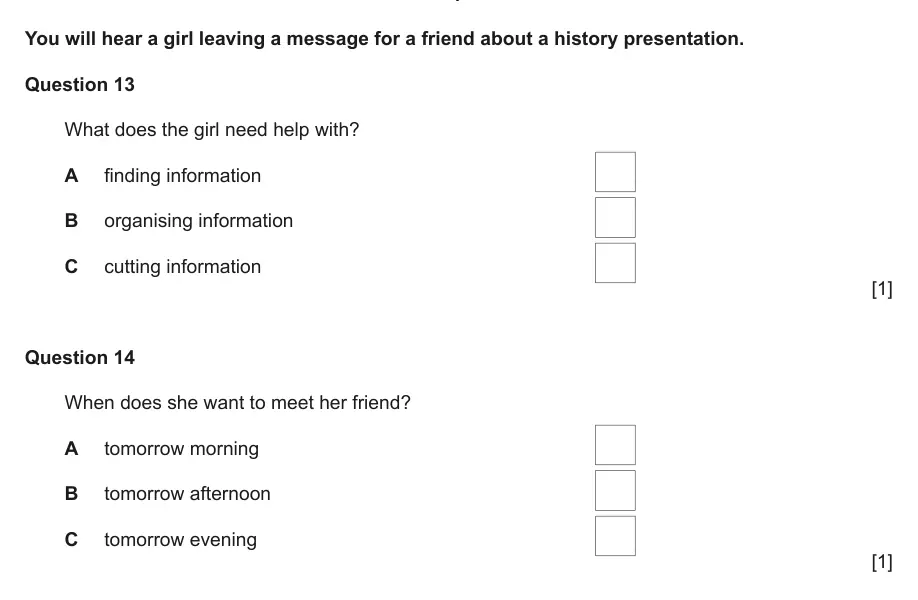 You will hear a girl leaving a message for a friend about a history presentation.
Question 13
What does the girl need help with?
A finding information
B organising information
C cutting information
[1]
Question 14
When does she want to meet her friend?
A tomorrow morning
B tomorrow afternoon
C tomorrow evening
[1]